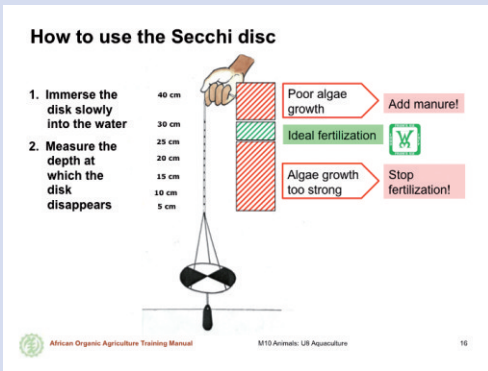 How to use the Secchi disc
1. Immerse the
disk slowly
into the water
2. Measure the
depth at
which the
disk
disappears
40 cm
30 cm
25 cm
20 cm
15 cm
10 cm
5 cm
Poor algae
growth
Add manure!
Ideal fertilization
Algae growth
too strong
Stop
fertilization!
African Organic Agriculture Training Manual
M10 Animals: U8 Aquaculture
16